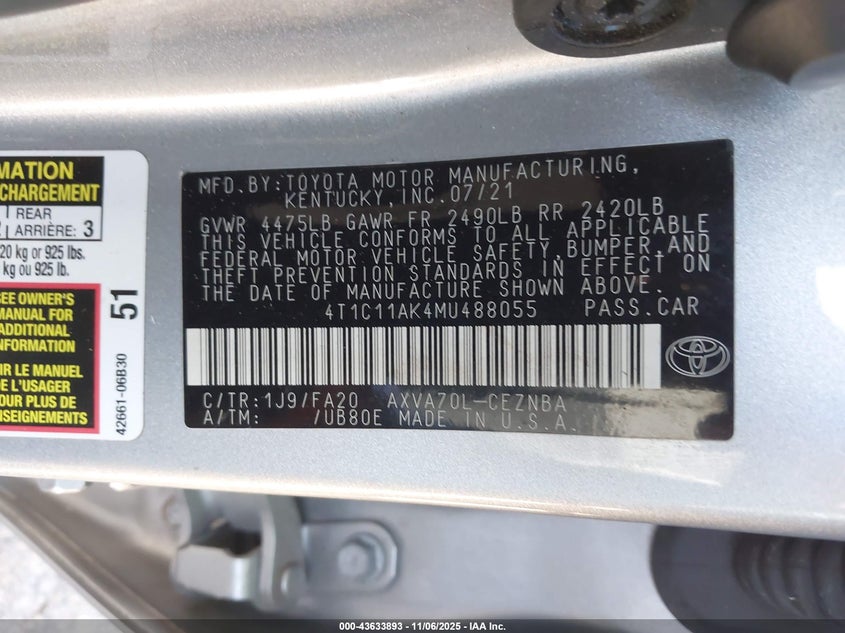 MATION
CHARGEMENT
REAR
ARRIÈRE: 3
20 kg or 925 lbs.
kg ou 925 lb.
SEE OWNER'S
MANUAL FOR
ADDITIONAL
INFORMATION
IR LE MANUEL
DE L'USAGER
OUR PLUS DE
SEIGNEMENTS
51
42661-06B30
MFD. BY: TOYOTA MOTOR MANUFACTURING,
KENTUCKY, INC. 07/21
GVWR 4475LB GAWR FR 2490LB RR 2420LB
THIS VEHICLE CONFORMS TO ALL APPLICABLE
FEDERAL MOTOR VEHICLE SAFETY, BUMPER, AND
THEFT PREVENTION STANDARDS IN EFFECT ON
THE DATE OF MANUFACTURE SHOWN ABOVE.
4T1C11AK4MU488055 PASS. CAR
C/TR: 1J9/FA20 AXVA70L-CEZNBA
A/TM: /UB80E MADE IN U.S.A.
000-43633893 - 11/06/2025 - IAA Inc.